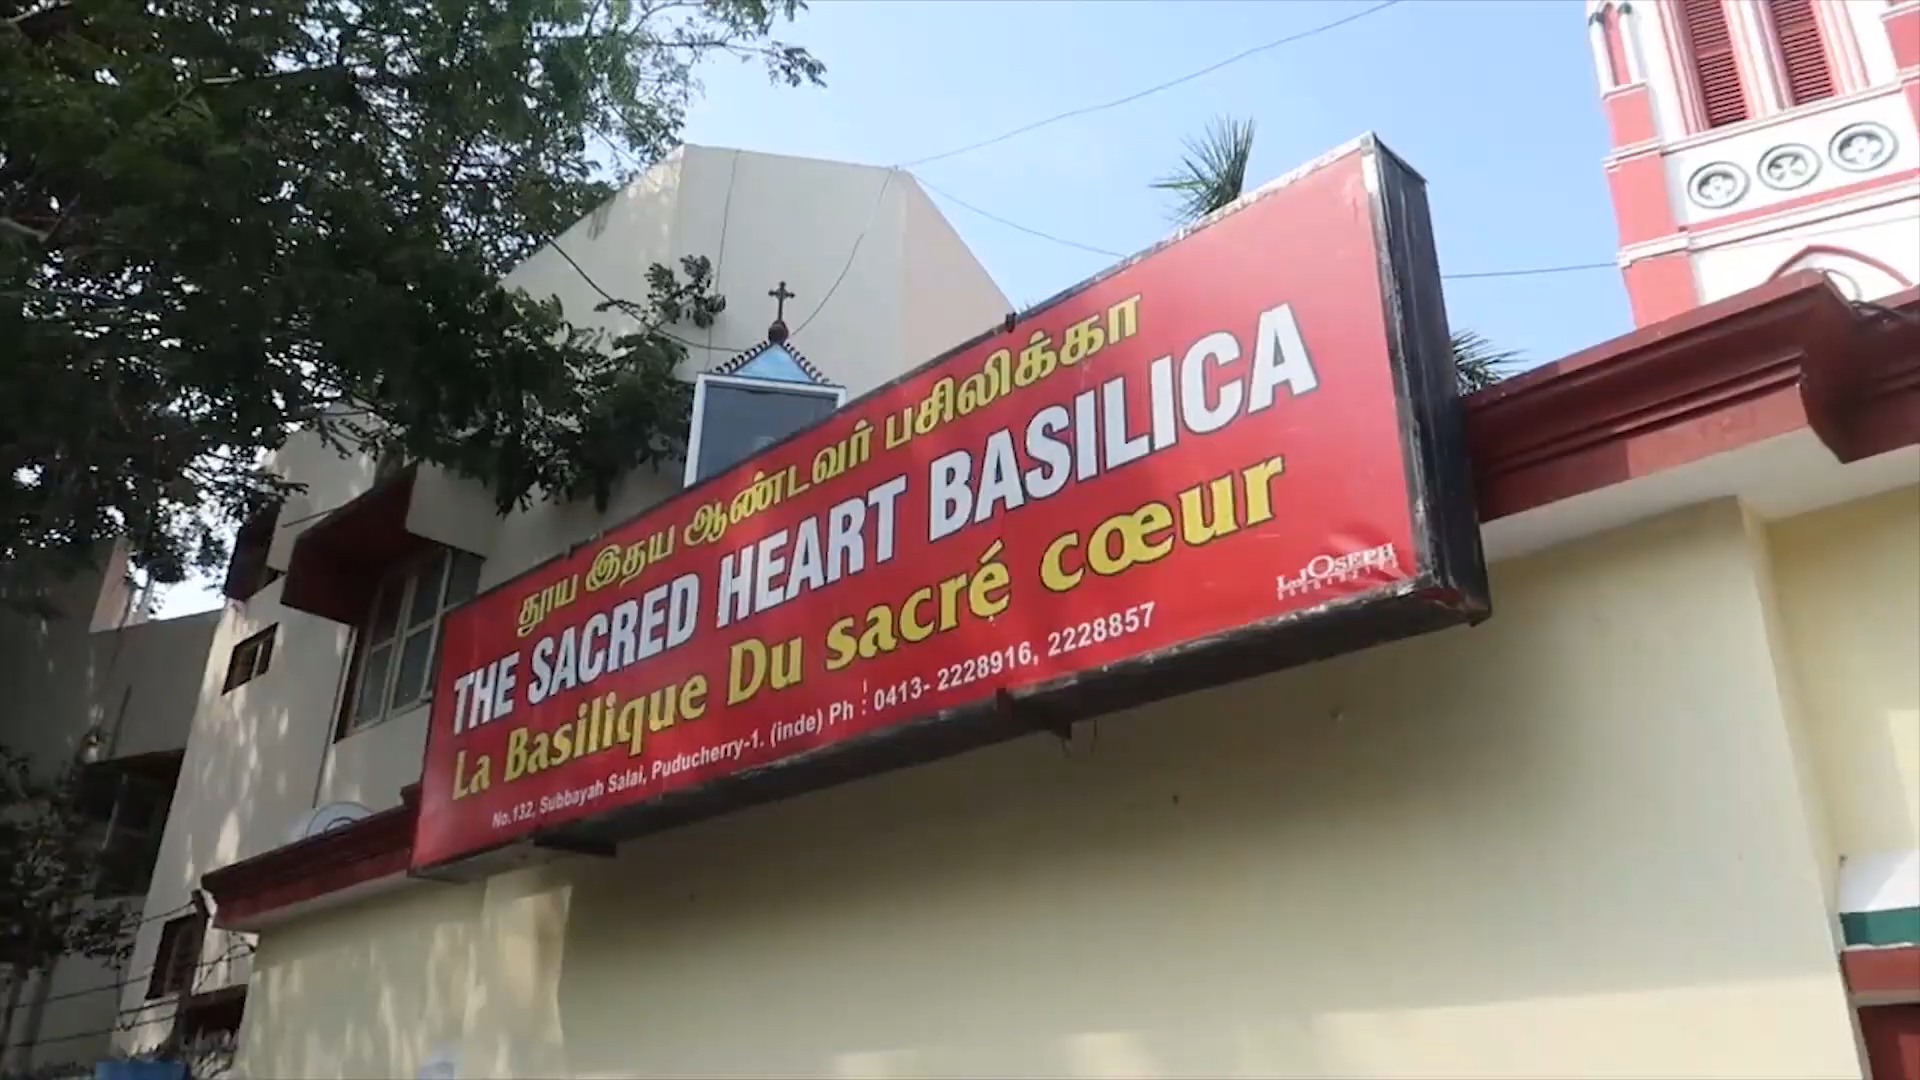 தூய இதய ஆண்டவர் பசிலிக்கா
THE SACRED HEART BASILICA
La Basilique Du sacré cœur
No.132, Subbayah Salai, Puducherry-1. (inde) Ph : 0413- 2228916, 2228857